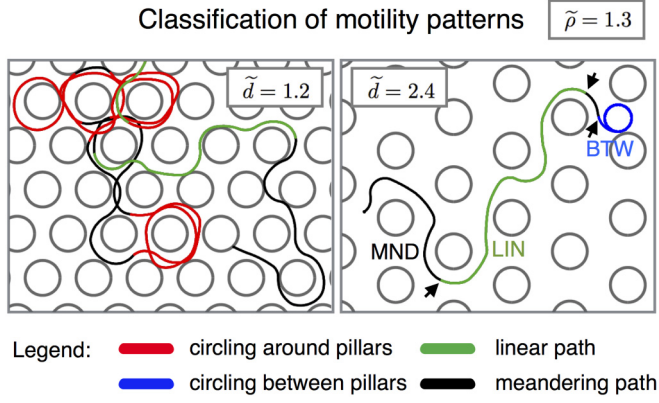 Classification of motility patterns
ρ̃ = 1.3
d̃ = 1.2
d̃ = 2.4
BTW
MND
LIN
Legend:
circling around pillars
linear path
circling between pillars
meandering path